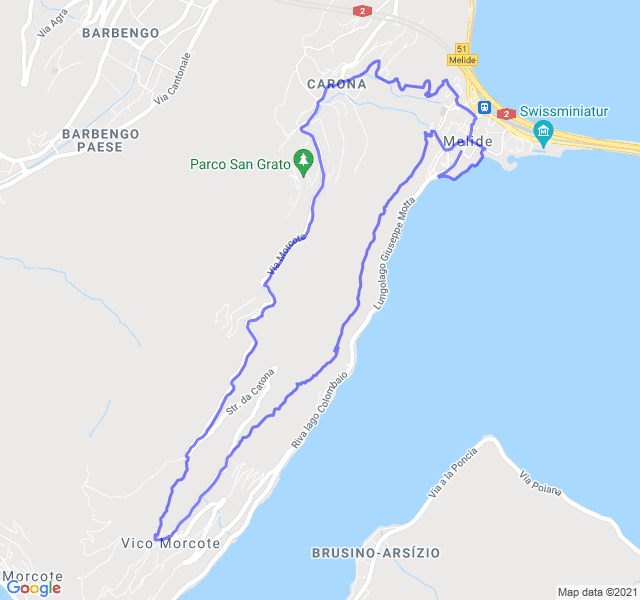 2
Via Agra
BARBENGO
51
Melide
Via Cantonale
CARONA
2
Swissminiatur
BARBENGO
PAESE
Melide
Parco San Grato
Via Morcote
Lungolago Giuseppe Motta
Str. da Carona
Riva lago Colombaio
Via a la Poncia
Via Poiana
Vico Morcote
BRUSINO-ARSÍZIO
Morcote
Google
Map data ©2021